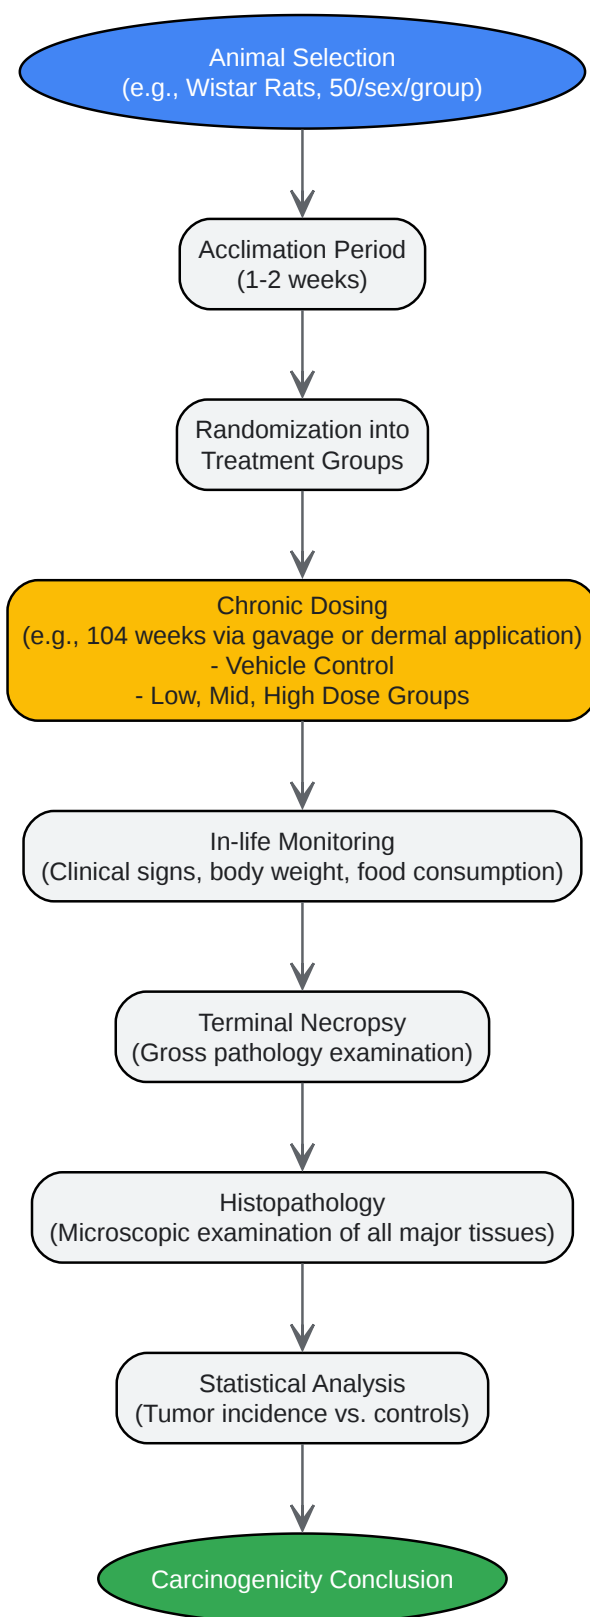 Animal Selection
(e.g., Wistar Rats, 50/sex/group)
Acclimation Period
(1-2 weeks)
Randomization into
Treatment Groups
Chronic Dosing
(e.g., 104 weeks via gavage or dermal application)
- Vehicle Control
- Low, Mid, High Dose Groups
In-life Monitoring
(Clinical signs, body weight, food consumption)
Terminal Necropsy
(Gross pathology examination)
Histopathology
(Microscopic examination of all major tissues)
Statistical Analysis
(Tumor incidence vs. controls)
Carcinogenicity Conclusion